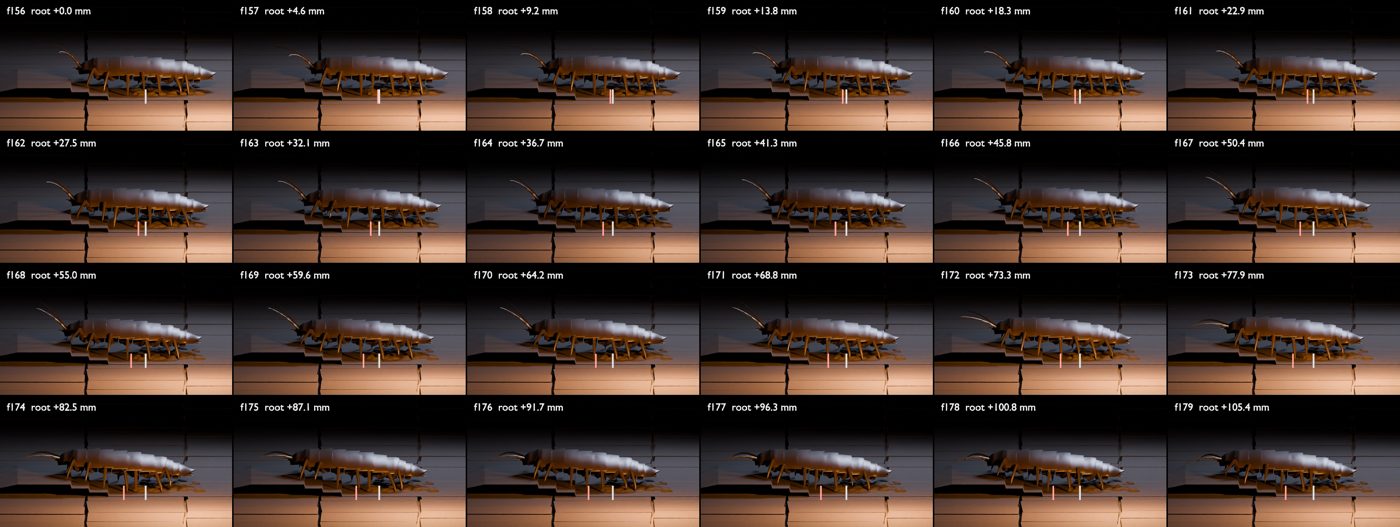 f156 root +0.0 mm
f157 root +4.6 mm
f158 root +9.2 mm
f159 root +13.8 mm
f160 root +18.3 mm
f161 root +22.9 mm
f162 root +27.5 mm
f163 root +32.1 mm
f164 root +36.7 mm
f165 root +41.3 mm
f166 root +45.8 mm
f167 root +50.4 mm
f168 root +55.0 mm
f169 root +59.6 mm
f170 root +64.2 mm
f171 root +68.8 mm
f172 root +73.3 mm
f173 root +77.9 mm
f174 root +82.5 mm
f175 root +87.1 mm
f176 root +91.7 mm
f177 root +96.3 mm
f178 root +100.8 mm
f179 root +105.4 mm